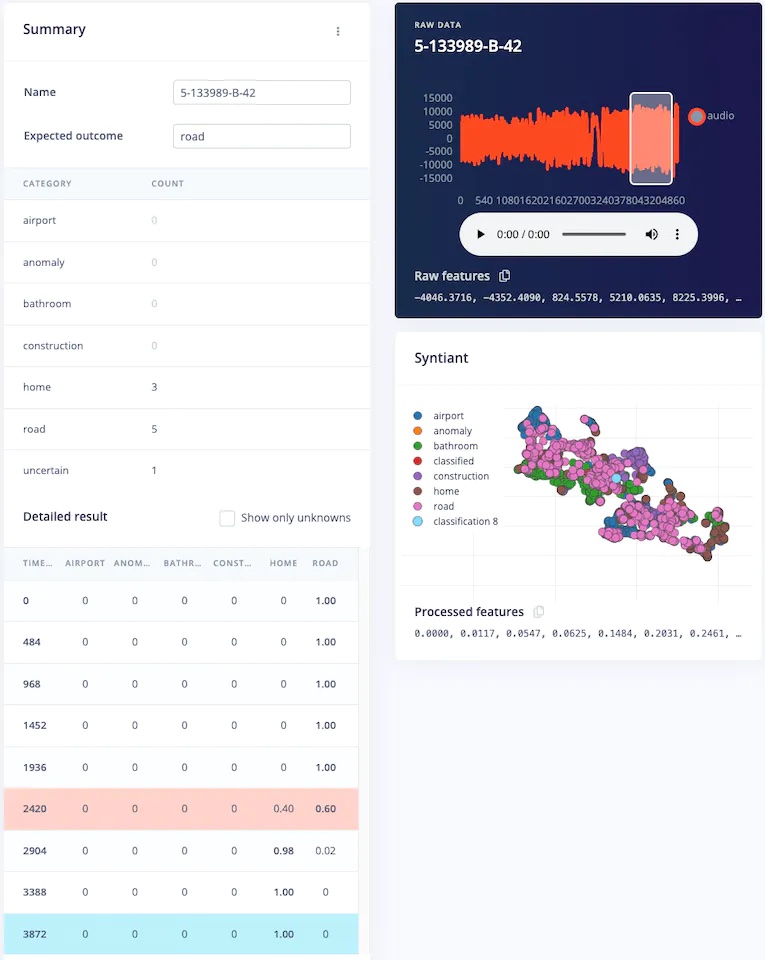 Summary
Name 5-133989-B-42
Expected outcome road
CATEGORY COUNT
airport 0
anomaly 0
bathroom 0
construction 0
home 3
road 5
uncertain 1
Detailed result Show only unknowns
TIME... AIRPORT ANOM... BATHR... CONST... HOME ROAD
0 0 0 0 0 0 1.00
484 0 0 0 0 0 1.00
968 0 0 0 0 0 1.00
1452 0 0 0 0 0 1.00
1936 0 0 0 0 0 1.00
2420 0 0 0 0 0.40 0.60
2904 0 0 0 0 0.98 0.02
3388 0 0 0 0 1.00 0
3872 0 0 0 0 1.00 0
RAW DATA
5-133989-B-42
15000
10000
5000
0
-5000
-10000
-15000
audio
0 540 10801620216027003240378043204860
0:00 / 0:00
Raw features
-4046.3716, -4352.4090, 824.5578, 5210.0635, 8225.3996, …
Syntiant
airport
anomaly
bathroom
classified
construction
home
road
classification 8
Processed features
0.0000, 0.0117, 0.0547, 0.0625, 0.1484, 0.2031, 0.2461, …